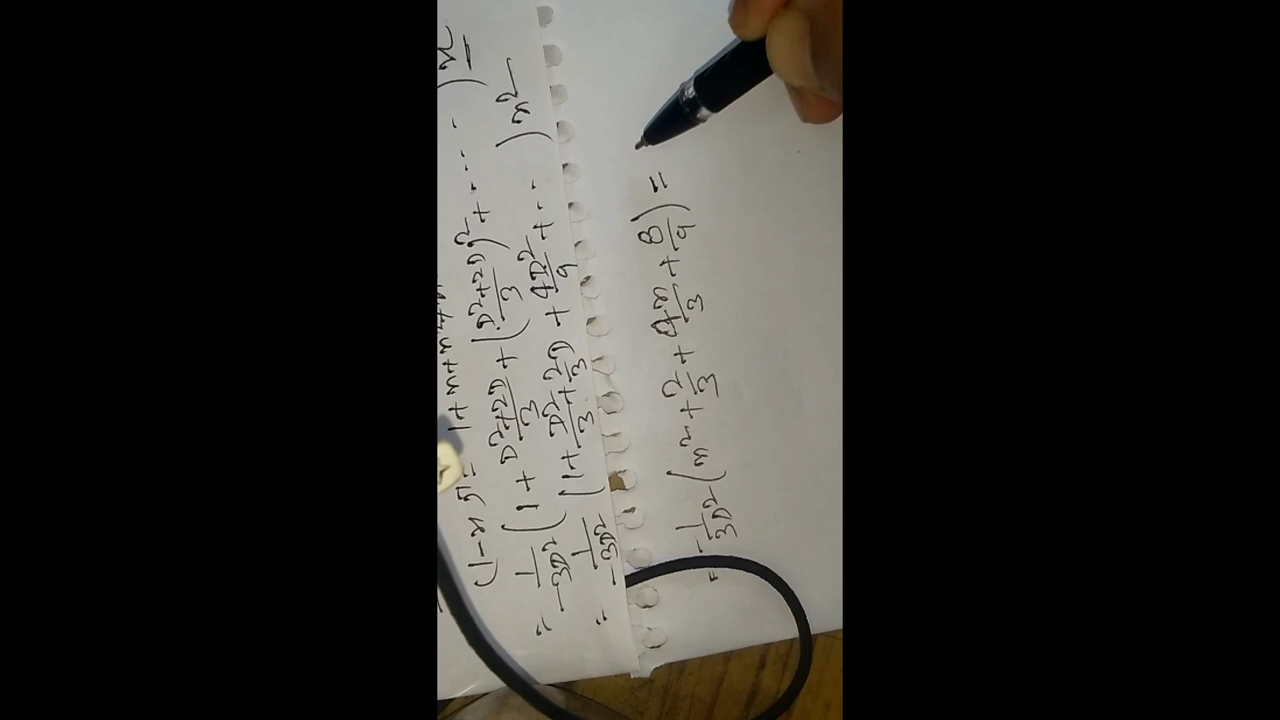 (1-x)⁻¹ = 1+x+x²+x³
= 1/-3D² (1 + (D²+2D)/3 + ((D²+2D)/3)² + ....)x²
= 1/-3D² (1 + D²/3 + 2D/3 + 4D²/9 + ..)x²
= -1/3D² (x² + 2/3 + 4x/3 + 8/9) =